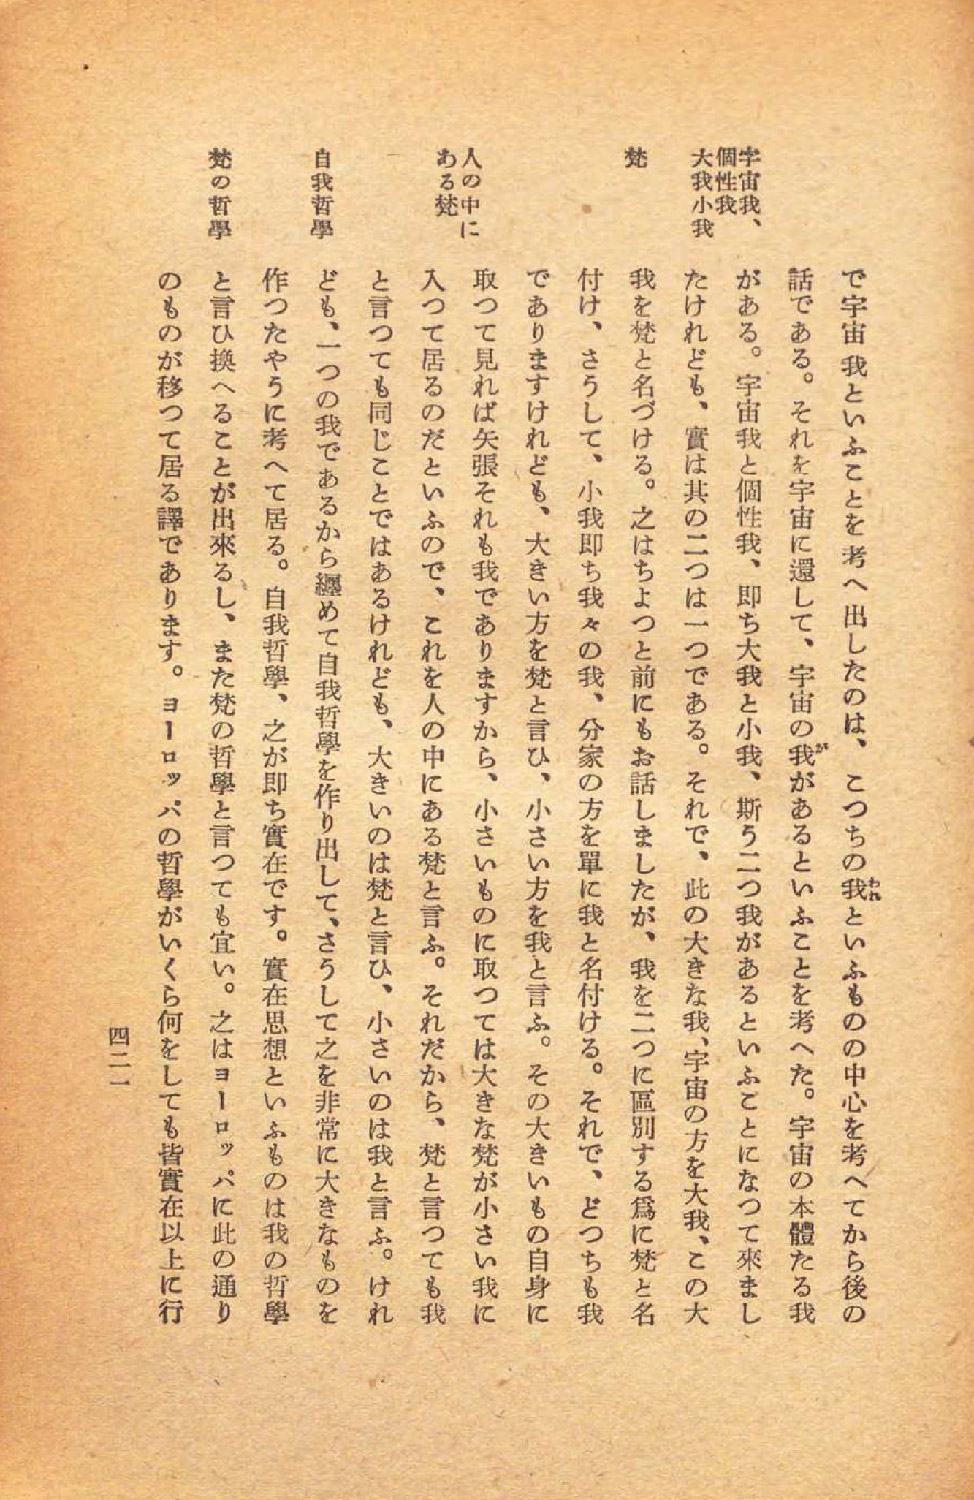 宇宙我、
個性我
大我小我
梵
人の中に
ある梵
自我哲學
梵の哲學
で宇宙我といふことを考へ出したのは、こつちの我といふものの中心を考へてから後の
われ
話である。それを宇宙に還して、宇宙の我があるといふことを考へた。宇宙の本體たる我
が
がある。宇宙我と個性我、即ち大我と小我、斯う二つ我があるといふことになつて來まし
たけれども、實は其の二つは一つである。それで、此の大きな我、宇宙の方を大我、この大
我を梵と名づける。之はちよつと前にもお話しましたが、我を二つに區別する爲に梵と名
付け、さうして、小我即ち我々の我、分家の方を單に我と名付ける。それで、どつちも我
でありますけれども、大きい方を梵と言ひ、小さい方を我と言ふ。その大きいもの自身に
取つて見れば矢張それも我でありますから、小さいものに取つては大きな梵が小さい我に
入つて居るのだといふので、これを人の中にある梵と言ふ。それだから、梵と言つても我
と言つても同じことではあるけれども、大きいのは梵と言ひ、小さいのは我と言ふ。けれ
ども、一つの我であるから纒めて自我哲學を作り出して、さうして之を非常に大きなものを
作つたやうに考へて居る。自我哲學、之が即ち實在です。實在思想といふものは我の哲學
と言ひ換へることが出來るし、また梵の哲學と言つても宜い。之はヨーロッパに此の通り
のものが移つて居る譯であります。ヨーロッパの哲學がいくら何をしても皆實在以上に行
四二一